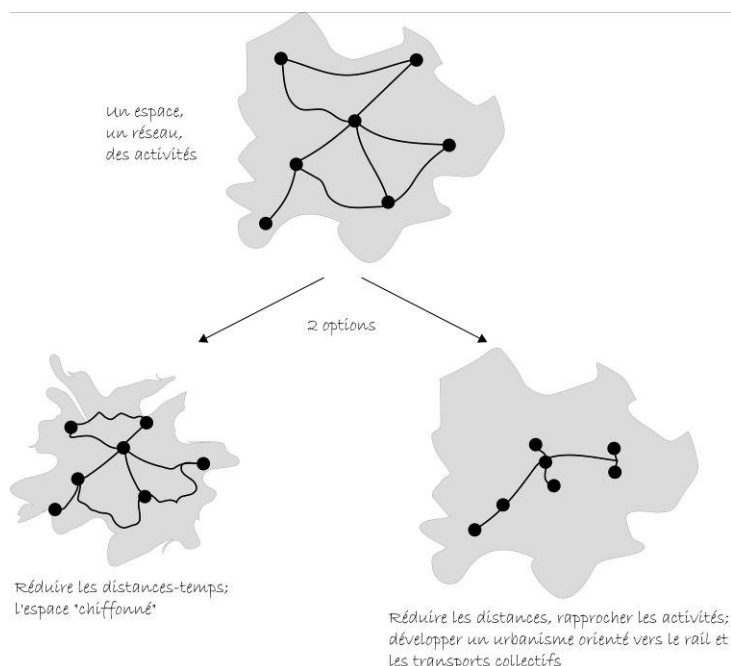 Un espace,
un réseau,
des activités
2 options
Réduire les distances-temps;
l'espace "chiffonné"
Réduire les distances, rapprocher les activités;
développer un urbanisme orienté vers le rail et
les transports collectifs